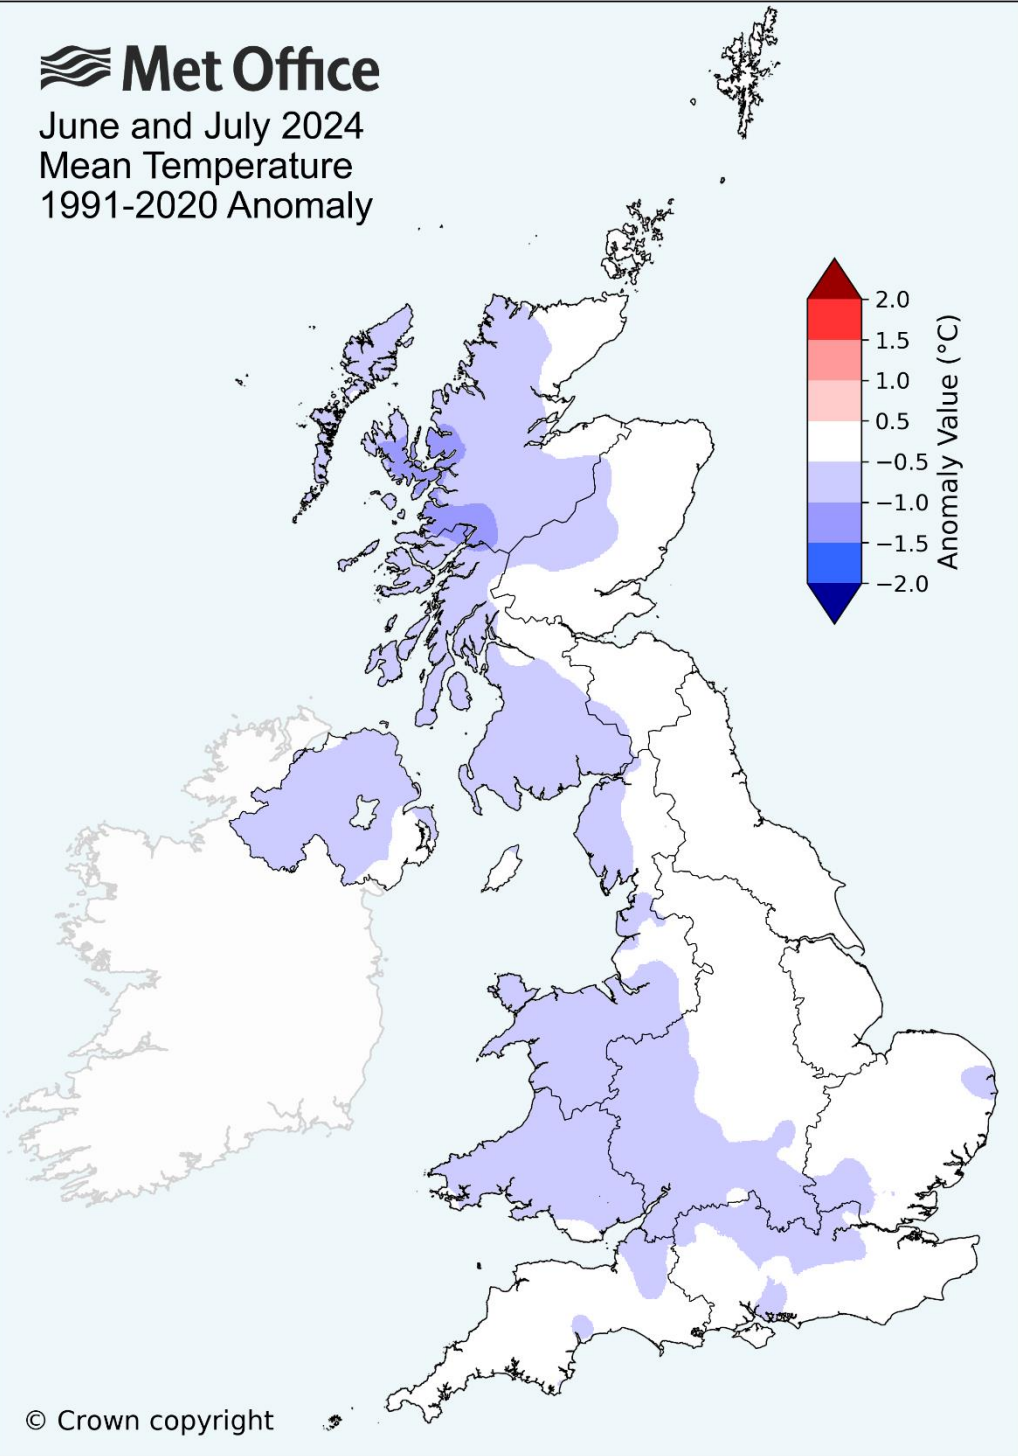 Met Office
June and July 2024
Mean Temperature
1991-2020 Anomaly
2.0
1.5
1.0
0.5
−0.5
−1.0
−1.5
−2.0
Anomaly Value (°C)
© Crown copyright